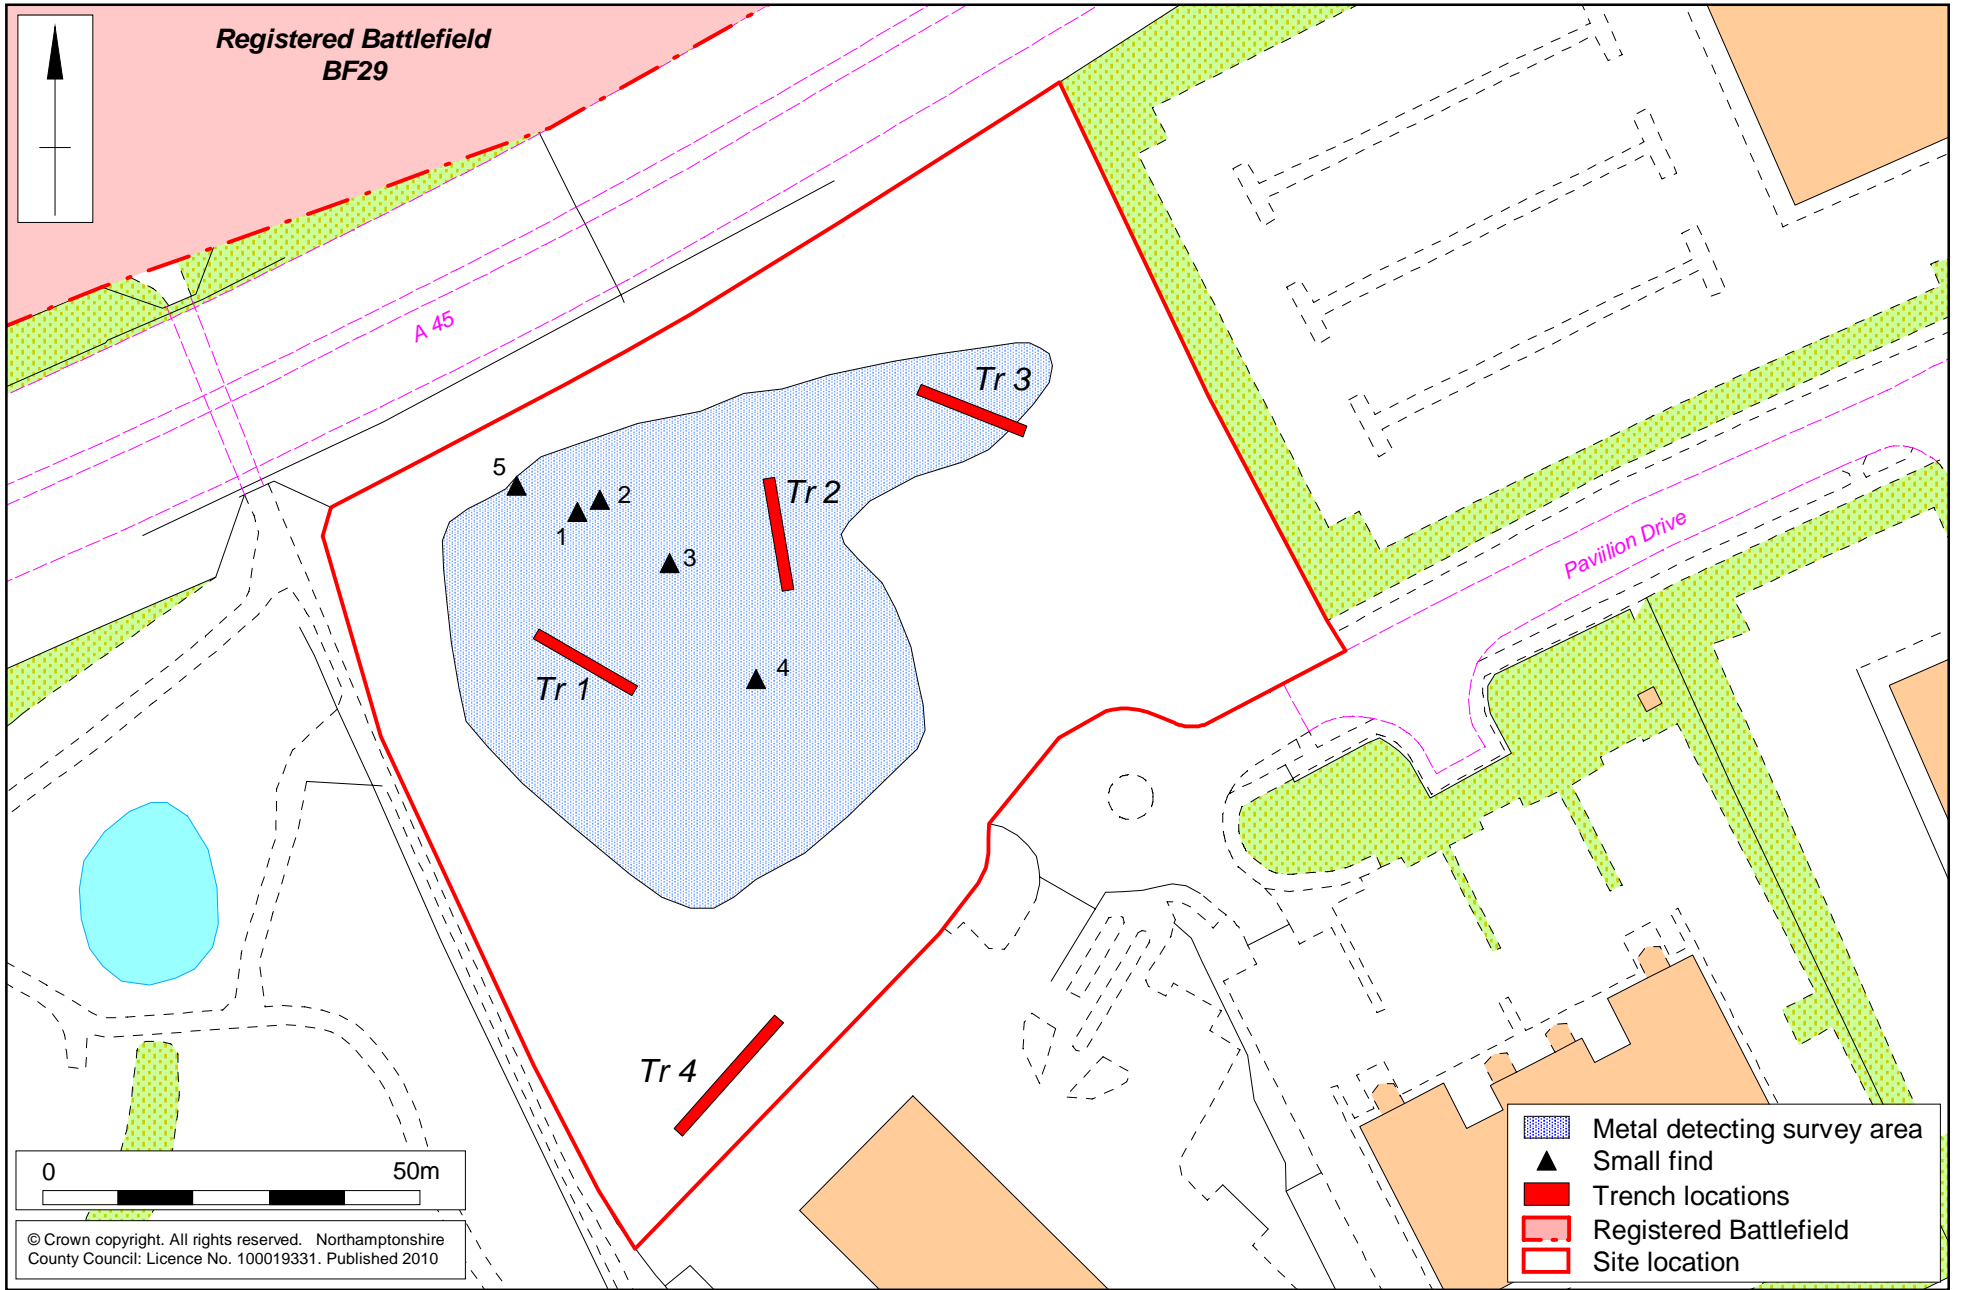 Registered Battlefield
BF29
A 45
Tr 3
5
2
Tr 2
1
3
Pavilion Drive
4
Tr 1
Tr 4
0 50m
© Crown copyright. All rights reserved. Northamptonshire
County Council: Licence No. 100019331. Published 2010
Metal detecting survey area
Small find
Trench locations
Registered Battlefield
Site location